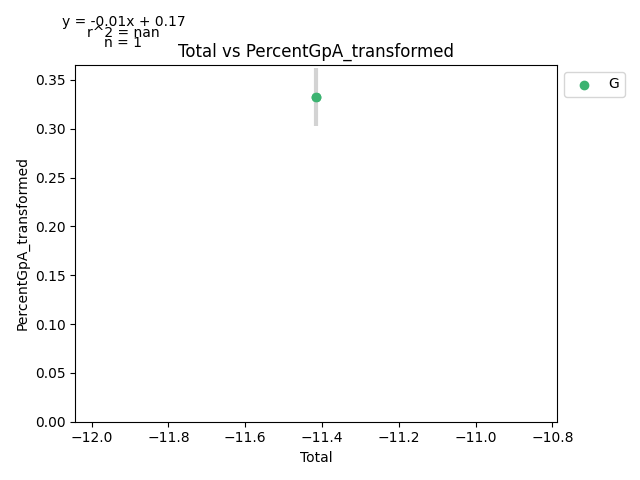 y = -0.01x + 0.17
r^2 = nan
n = 1
Total vs PercentGpA_transformed
G
PercentGpA_transformed
0.35
0.30
0.25
0.20
0.15
0.10
0.05
0.00
−12.0 −11.8 −11.6 −11.4 −11.2 −11.0 −10.8
Total